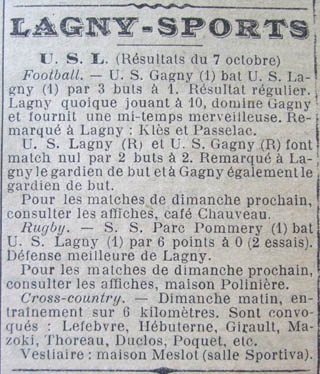 LAGNY-SPORTS
U. S. L. (Résultats du 7 octobre)
Football. — U. S. Gagny (1) bat U. S. La-
gny (1) par 3 buts à 1. Résultat régulier.
Lagny quoique jouant à 10, domine Gagny
et fournit une mi-temps merveilleuse. Re-
marqué à Lagny : Klès et Passelac.
U. S. Lagny (R) et U. S. Gagny (R) font
match nul par 2 buts à 2. Remarqué à La-
gny le gardien de but et à Gagny également le
gardien de but.
Pour les matches de dimanche prochain,
consulter les affiches, café Chauveau.
Rugby. — S. S. Parc Pommery (1) bat
U. S. Lagny (1) par 6 points à 0 (2 essais).
Défense meilleure de Lagny.
Pour les matches de dimanche prochain,
consulter les affiches, maison Polinière.
Cross-country. — Dimanche matin, en-
traînement sur 6 kilomètres. Sont convo-
qués : Lefebvre, Hébuterne, Girault, Ma-
zoki, Thoreau, Duclos, Poquet, etc.
Vestiaire : maison Meslot (salle Sportiva).